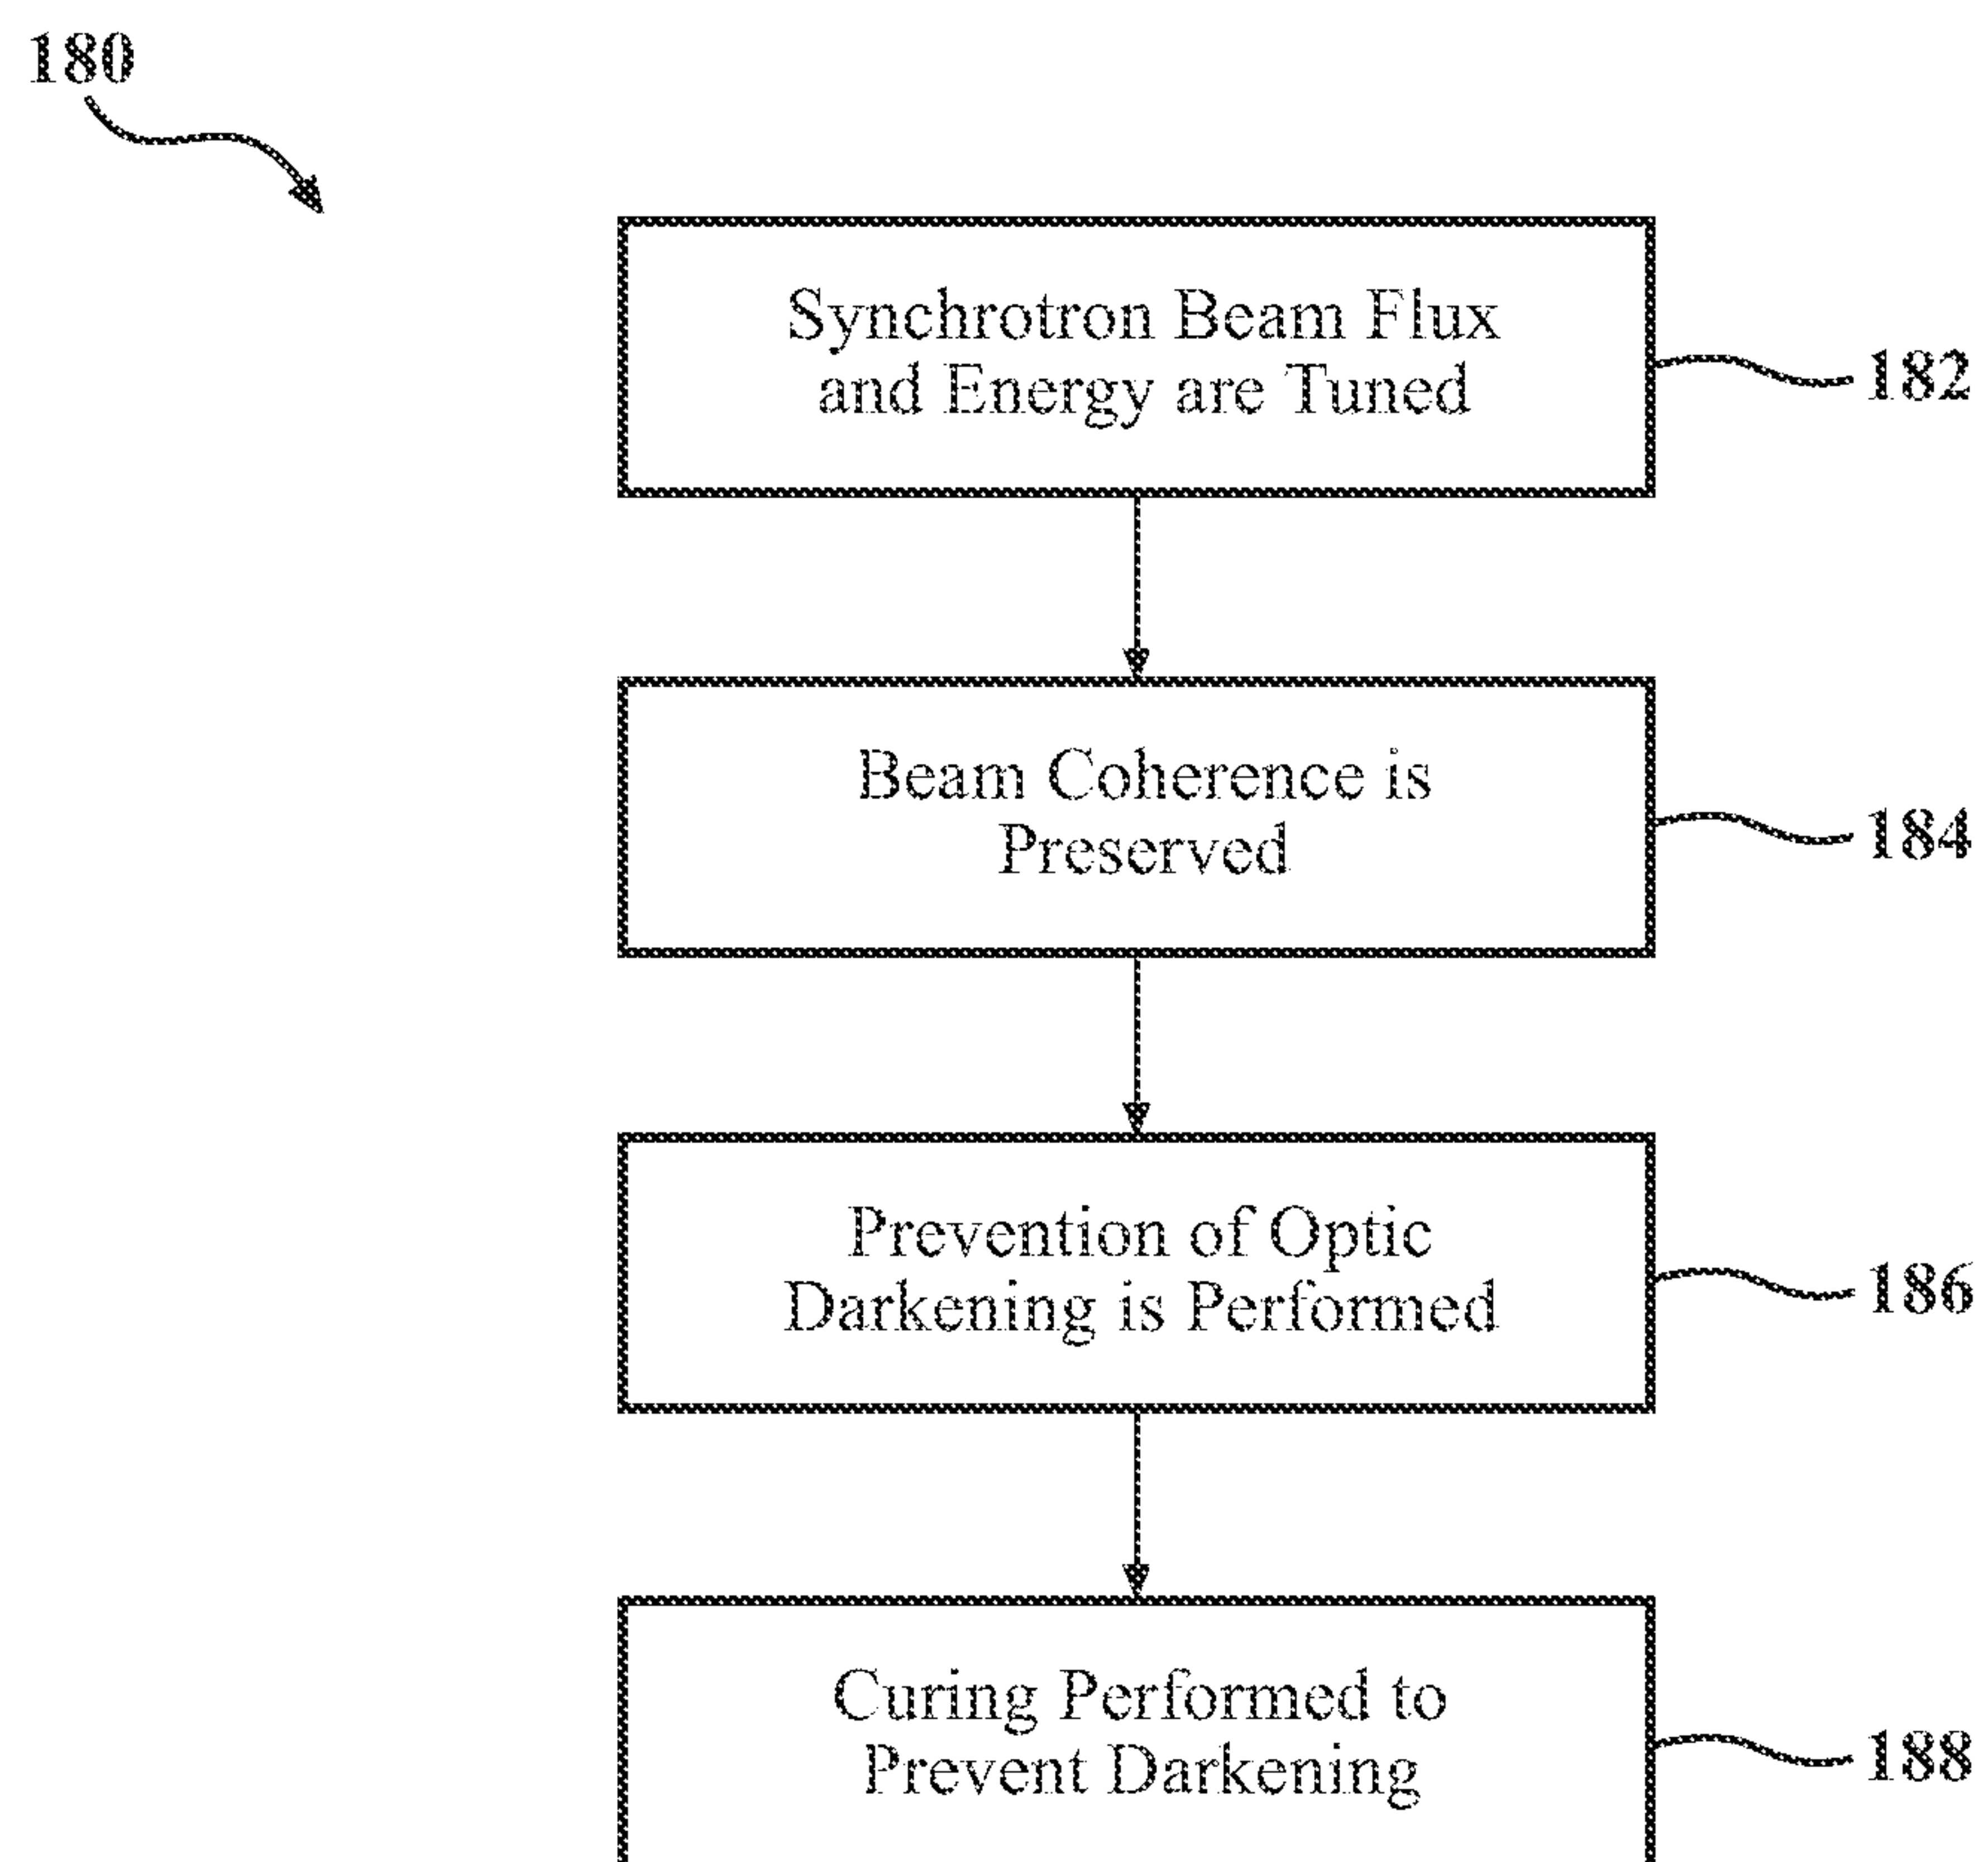 180
Synchrotron Beam Flux
and Energy are Tuned
182
Beam Coherence is
Preserved
184
Prevention of Optic
Darkening is Performed
186
Curing Performed to
Prevent Darkening
188